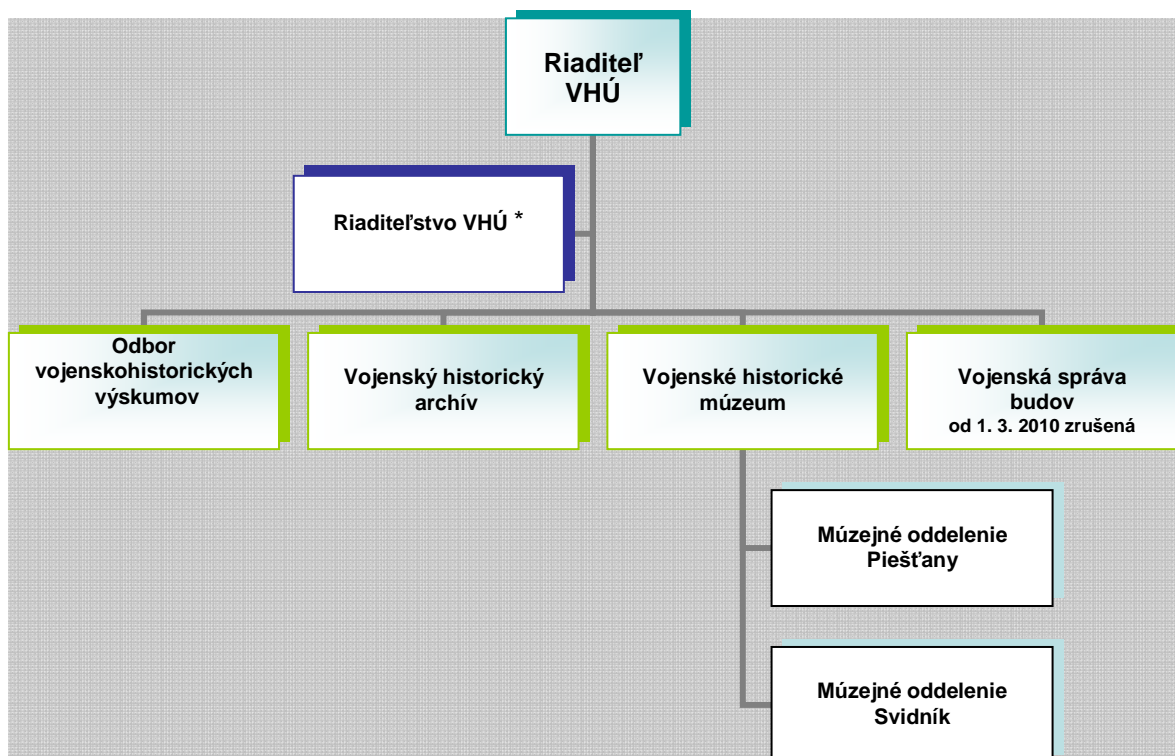 Riaditeľ
VHÚ
Riaditeľstvo VHÚ *
Odbor
vojenskohistorických
výskumov
Vojenský historický
archív
Vojenské historické
múzeum
Vojenská správa
budov
od 1. 3. 2010 zrušená
Múzejné oddelenie
Piešťany
Múzejné oddelenie
Svidník